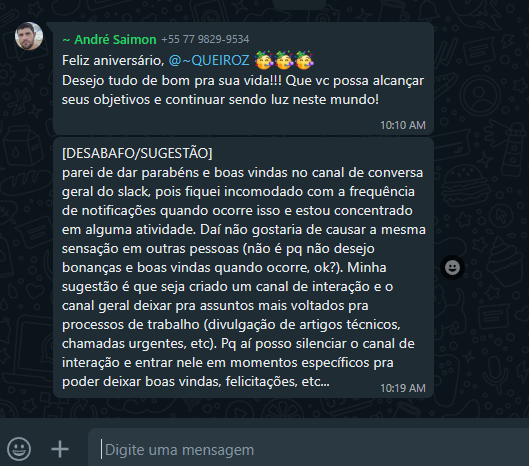 ~ André Saimon +55 77 9829-9534
Feliz aniversário, @~QUEIROZ 🥳🥳🥳
Desejo tudo de bom pra sua vida!!! Que vc possa alcançar
seus objetivos e continuar sendo luz neste mundo!
10:10 AM
[DESABAFO/SUGESTÃO]
parei de dar parabéns e boas vindas no canal de conversa
geral do slack, pois fiquei incomodado com a frequência
de notificações quando ocorre isso e estou concentrado
em alguma atividade. Daí não gostaria de causar a mesma
sensação em outras pessoas (não é pq não desejo
bonanças e boas vindas quando ocorre, ok?). Minha
sugestão é que seja criado um canal de interação e o
canal geral deixar pra assuntos mais voltados pra
processos de trabalho (divulgação de artigos técnicos,
chamadas urgentes, etc). Pq aí posso silenciar o canal de
interação e entrar nele em momentos específicos pra
poder deixar boas vindas, felicitações, etc...
10:19 AM
Digite uma mensagem